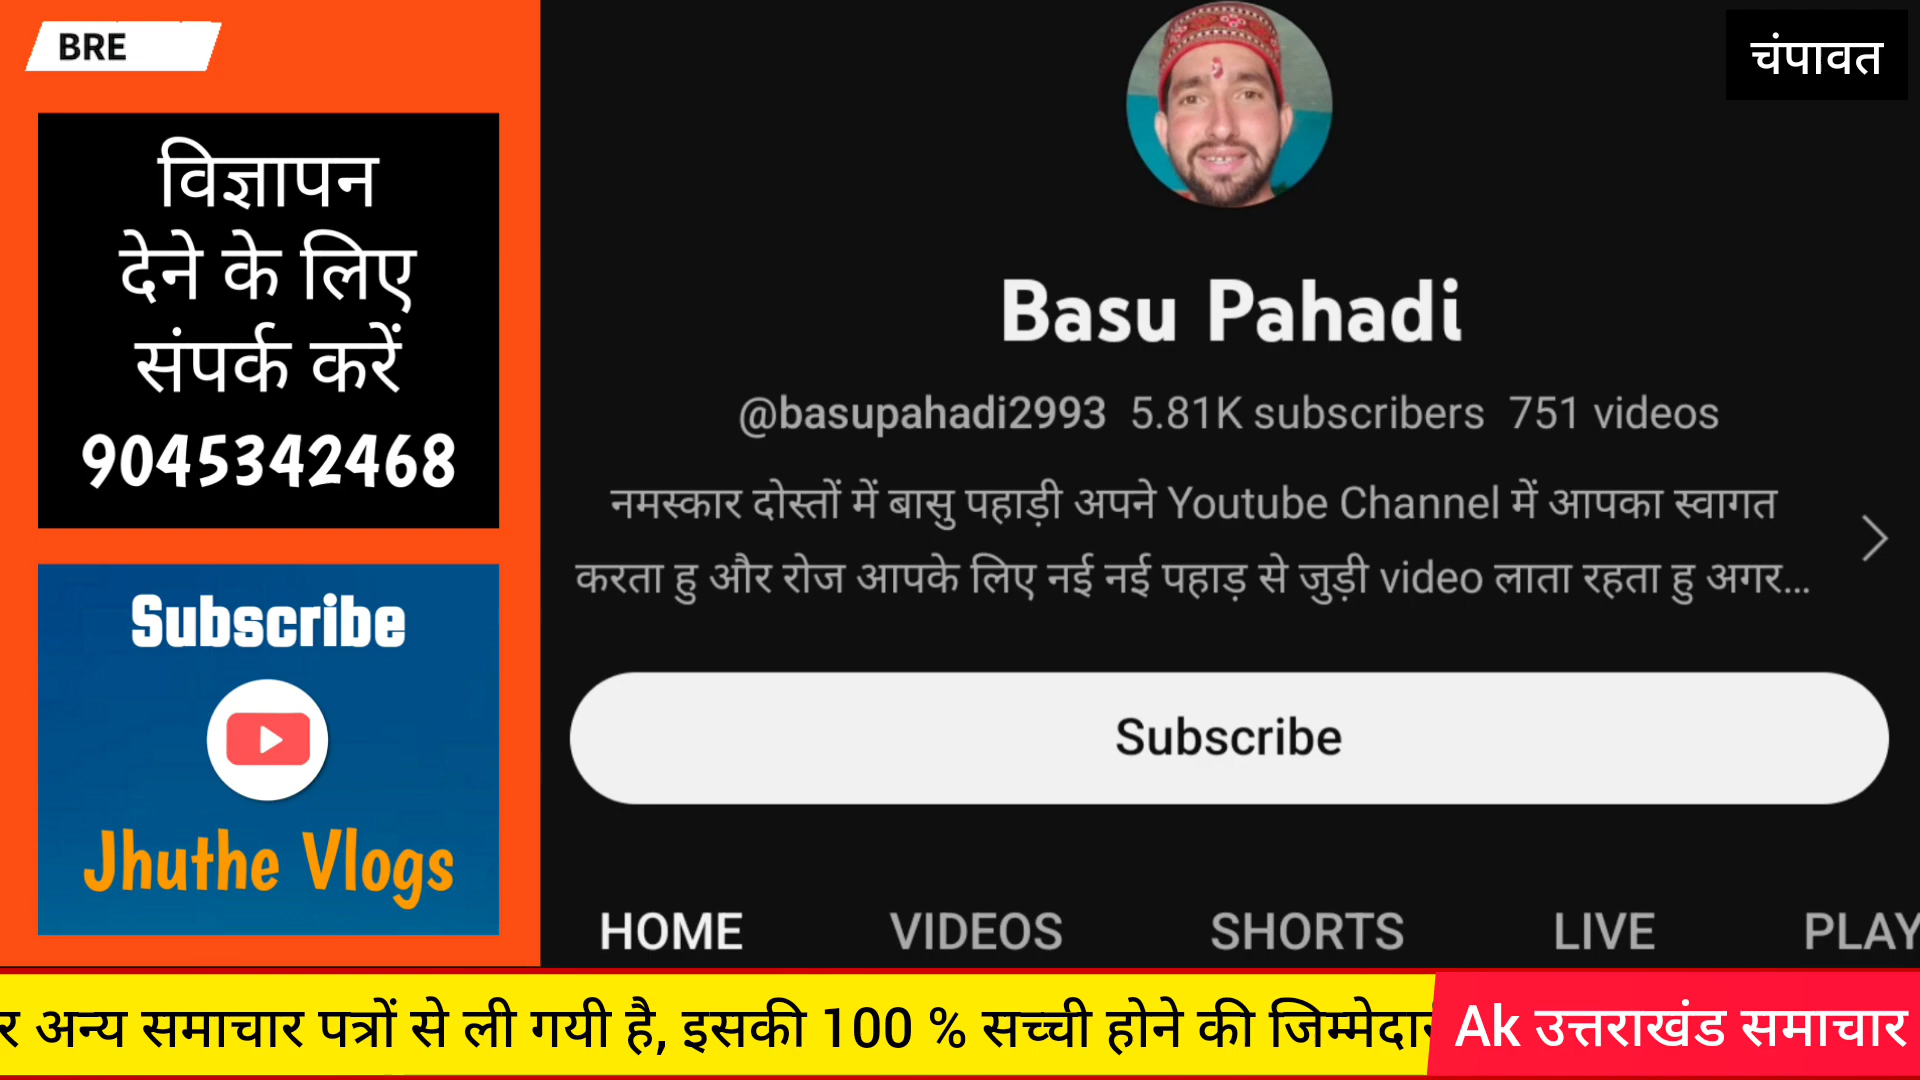 BRE
विज्ञापन
देने के लिए
संपर्क करें
9045342468
Subscribe
Jhuthe Vlogs
चंपावत
Basu Pahadi
@basupahadi2993 5.81K subscribers 751 videos
नमस्कार दोस्तों में बासु पहाड़ी अपने Youtube Channel में आपका स्वागत
करता हु और रोज आपके लिए नई नई पहाड़ से जुड़ी video लाता रहता हु अगर...
Subscribe
HOME VIDEOS SHORTS LIVE PLAY
र अन्य समाचार पत्रों से ली गयी है, इसकी 100 % सच्ची होने की
Ak उत्तराखंड समाचार